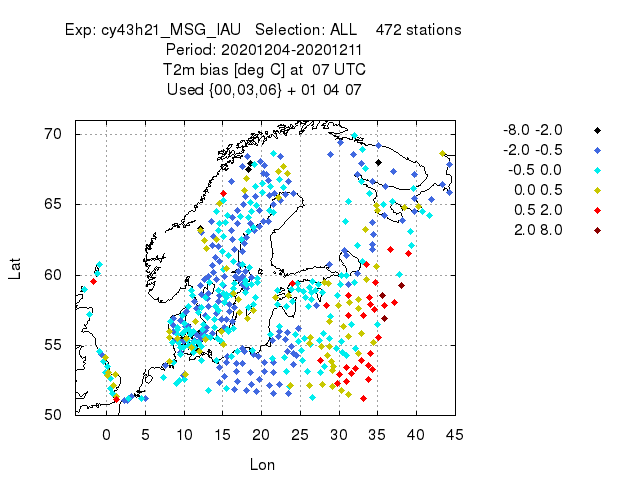 Exp: cy43h21_MSG_IAU   Selection: ALL    472 stations
Period: 20201204-20201211
T2m bias [deg C] at  07 UTC
Used {00,03,06} + 01 04 07
-8.0 -2.0
-2.0 -0.5
-0.5 0.0
0.0 0.5
0.5 2.0
2.0 8.0
70
65
60
55
50
Lat
0 5 10 15 20 25 30 35 40 45
Lon